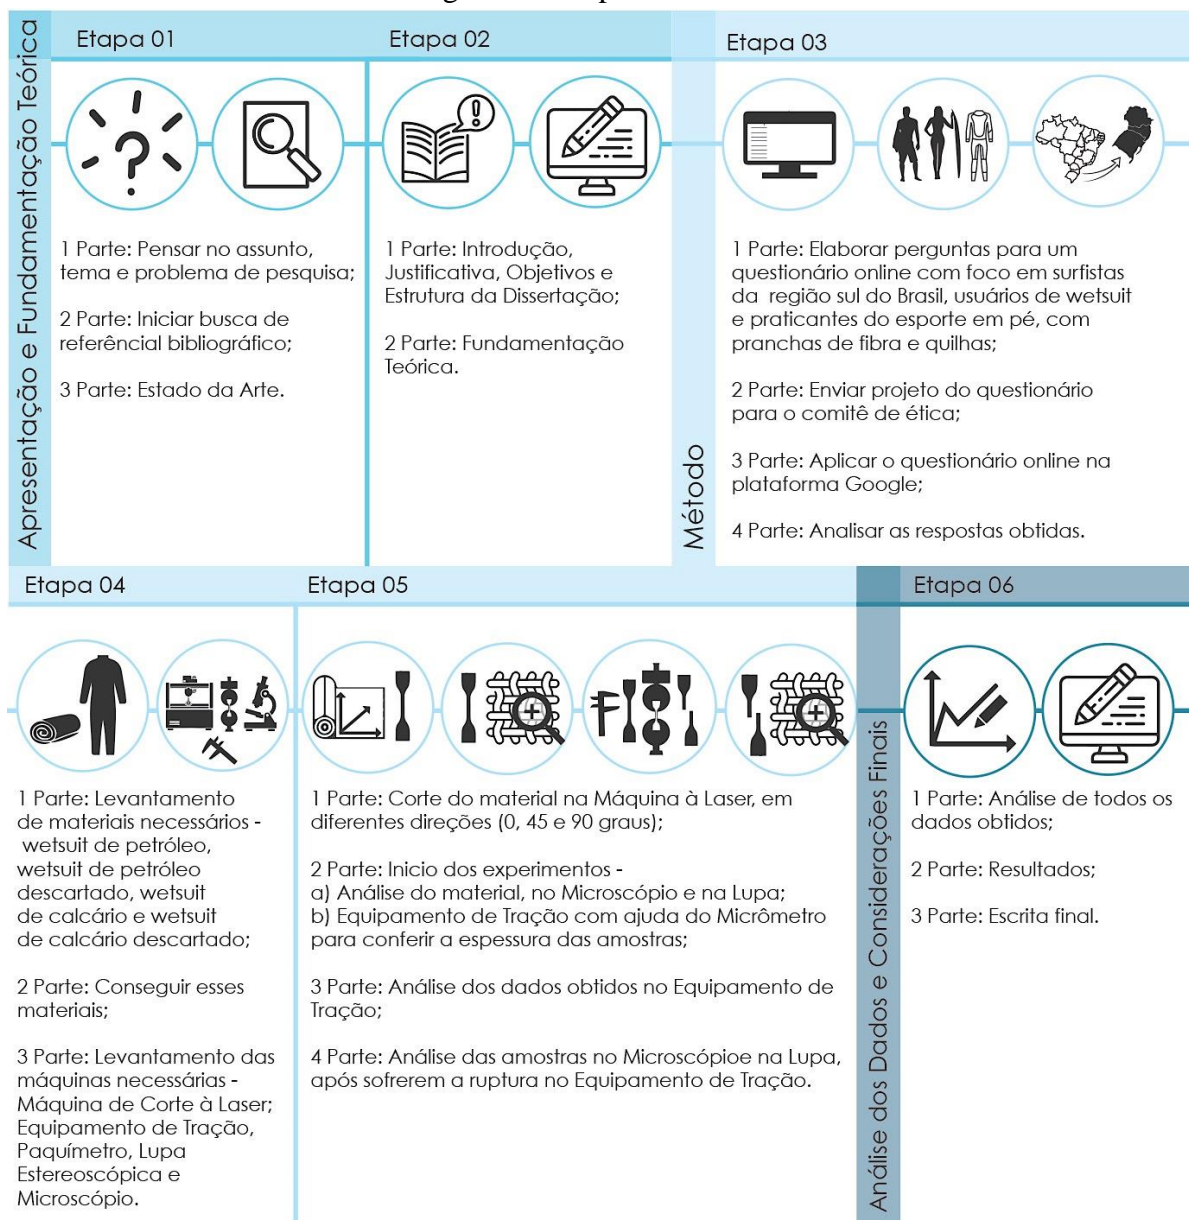 Apresentação e Fundamentação Teórica
Etapa 01
1 Parte: Pensar no assunto,
tema e problema de pesquisa;
2 Parte: Iniciar busca de
referêncial bibliográfico;
3 Parte: Estado da Arte.
Etapa 02
1 Parte: Introdução,
Justificativa, Objetivos e
Estrutura da Dissertação;
2 Parte: Fundamentação
Teórica.
Método
Etapa 03
1 Parte: Elaborar perguntas para um
questionário online com foco em surfistas
da região sul do Brasil, usuários de wetsuit
e praticantes do esporte em pé, com
pranchas de fibra e quilhas;
2 Parte: Enviar projeto do questionário
para o comitê de ética;
3 Parte: Aplicar o questionário online na
plataforma Google;
4 Parte: Analisar as respostas obtidas.
Etapa 04
1 Parte: Levantamento
de materiais necessários -
wetsuit de petróleo,
wetsuit de petróleo
descartado, wetsuit
de calcário e wetsuit
de calcário descartado;
2 Parte: Conseguir esses
materiais;
3 Parte: Levantamento das
máquinas necessárias -
Máquina de Corte à Laser;
Equipamento de Tração,
Paquímetro, Lupa
Estereoscópica e
Microscópio.
Etapa 05
1 Parte: Corte do material na Máquina à Laser, em
diferentes direções (0, 45 e 90 graus);
2 Parte: Inicio dos experimentos -
a) Análise do material, no Microscópio e na Lupa;
b) Equipamento de Tração com ajuda do Micrômetro
para conferir a espessura das amostras;
3 Parte: Análise dos dados obtidos no Equipamento de
Tração;
4 Parte: Análise das amostras no Microscópioe na Lupa,
após sofrerem a ruptura no Equipamento de Tração.
Análise dos Dados e Considerações Finais
Etapa 06
1 Parte: Análise de todos os
dados obtidos;
2 Parte: Resultados;
3 Parte: Escrita final.